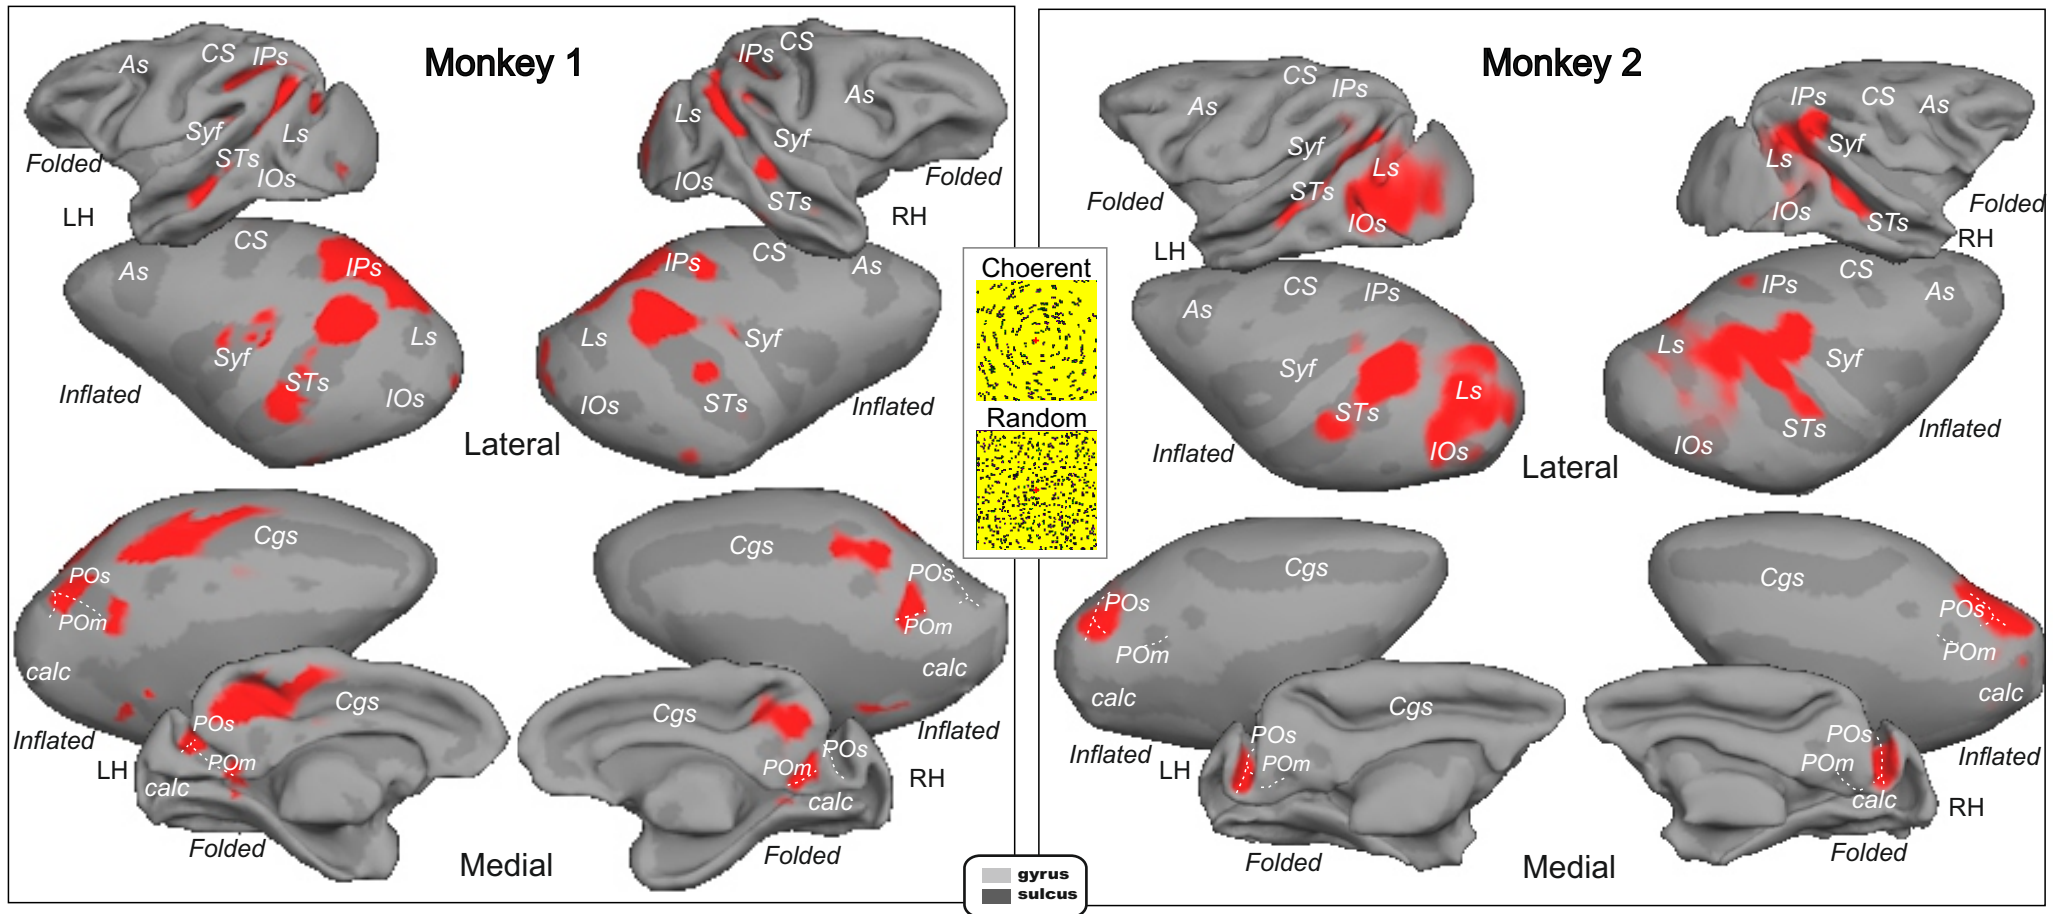 Monkey 1
As
CS
IPs
Syf
Ls
STs
IOs
Folded
LH
IPs
CS
As
Ls
Syf
IOs
STs
Folded
RH
As
CS
IPs
Ls
Syf
STs
IOs
Inflated
IPs
CS
As
Ls
Syf
IOs
STs
Inflated
Lateral
Cgs
POs
POm
calc
Inflated
Cgs
POs
POm
calc
Inflated
Cgs
POs
POm
calc
LH
Folded
Cgs
POs
POm
calc
RH
Folded
Medial
Choerent
Random
gyrus
sulcus
Monkey 2
As
CS
IPs
Syf
Ls
STs
IOs
Folded
LH
IPs
CS
As
Syf
Ls
IOs
STs
Folded
RH
As
CS
IPs
Syf
Ls
STs
IOs
Inflated
CS
IPs
As
Ls
Syf
STs
IOs
Inflated
Lateral
Cgs
POs
POm
calc
Inflated
Cgs
POs
POm
calc
Inflated
Cgs
POs
POm
LH
Folded
POs
POm
calc
RH
Folded
Medial